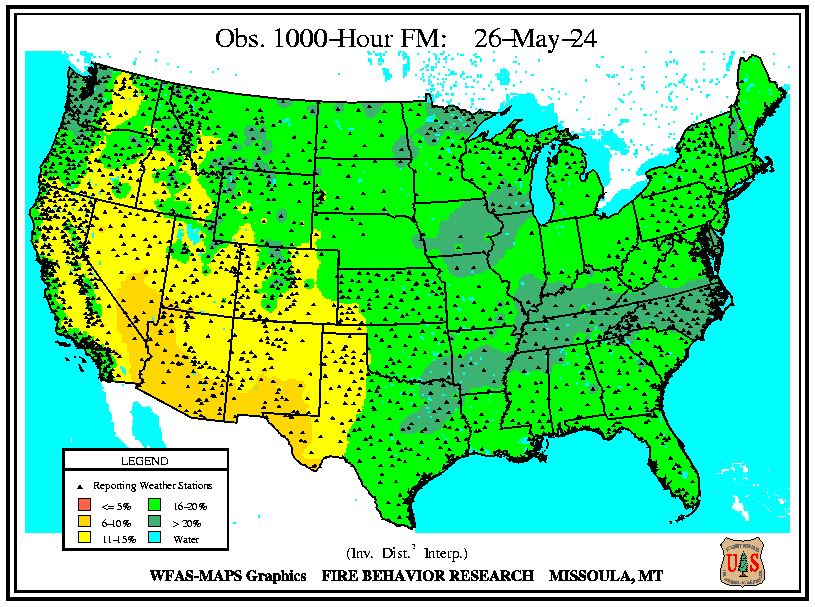 Obs. 1000-Hour FM: 26-May-24
LEGEND
Reporting Weather Stations
<= 5%
16-20%
6-10%
> 20%
11-15%
Water
(Inv. Dist.² Interp.)
WFAS-MAPS Graphics FIRE BEHAVIOR RESEARCH MISSOULA, MT
U S